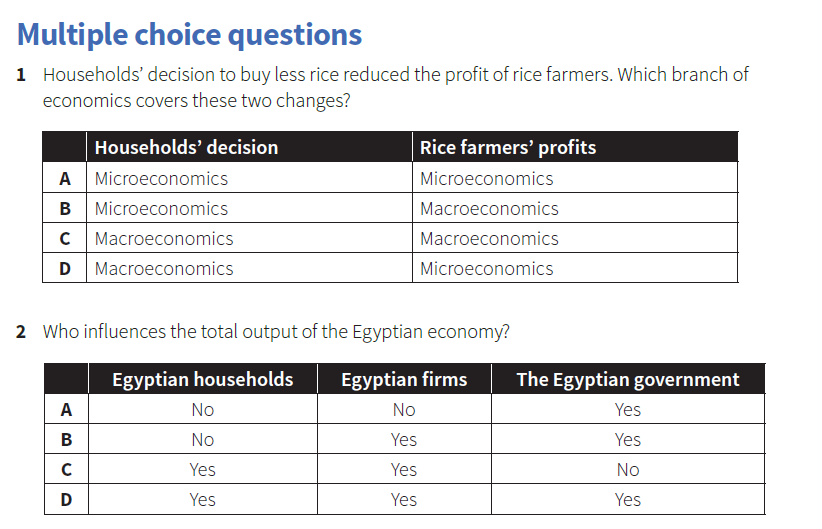 Multiple choice questions
1 Households’ decision to buy less rice reduced the profit of rice farmers. Which branch of
economics covers these two changes?
Households’ decision Rice farmers’ profits
A Microeconomics Microeconomics
B Microeconomics Macroeconomics
C Macroeconomics Macroeconomics
D Macroeconomics Microeconomics
2 Who influences the total output of the Egyptian economy?
Egyptian households Egyptian firms The Egyptian government
A No No Yes
B No Yes Yes
C Yes Yes No
D Yes Yes Yes